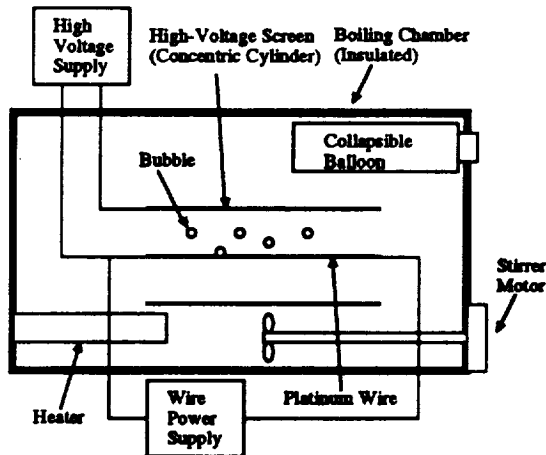 High
Voltage
Supply
High-Voltage Screen
(Concentric Cylinder)
Boiling Chamber
(Insulated)
Collapsible
Balloon
Bubble
Stirrer
Motor
Heater
Wire
Power
Supply
Platinum Wire